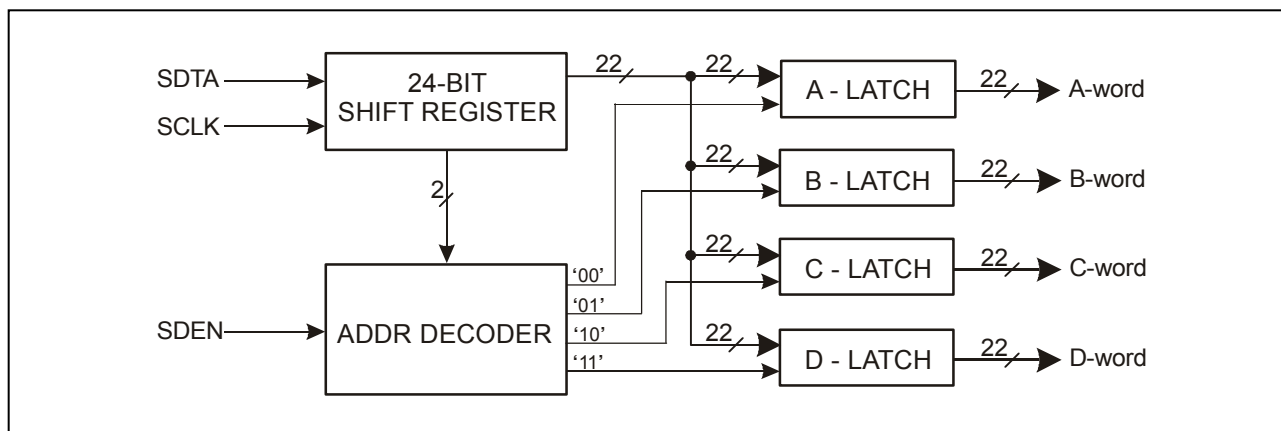 SDTA
SCLK
24-BIT
SHIFT REGISTER
22
22
A - LATCH
22
A-word
22
B - LATCH
22
B-word
2
22
C - LATCH
22
C-word
SDEN
ADDR DECODER
‘00’
‘01’
‘10’
‘11’
22
D - LATCH
22
D-word